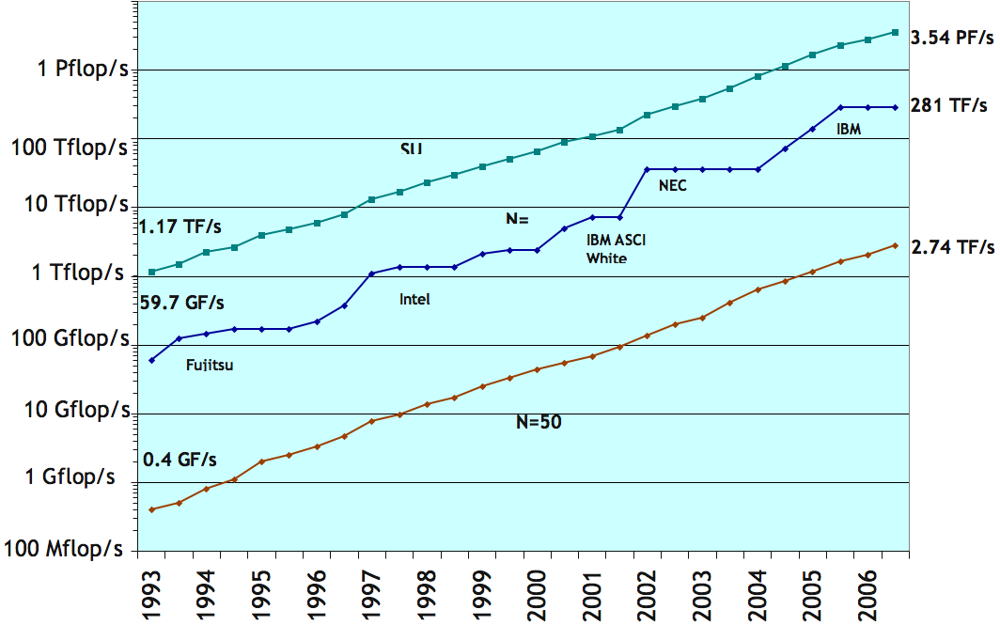 3.54 PF/s
1 Pflop/s
281 TF/s
IBM
100 Tflop/s
SU
NEC
10 Tflop/s
1.17 TF/s
N=
IBM ASCI
White
2.74 TF/s
1 Tflop/s
59.7 GF/s
Intel
100 Gflop/s
Fujitsu
10 Gflop/s
N=50
0.4 GF/s
1 Gflop/s
100 Mflop/s
1993
1994
1995
1996
1997
1998
1999
2000
2001
2002
2003
2004
2005
2006